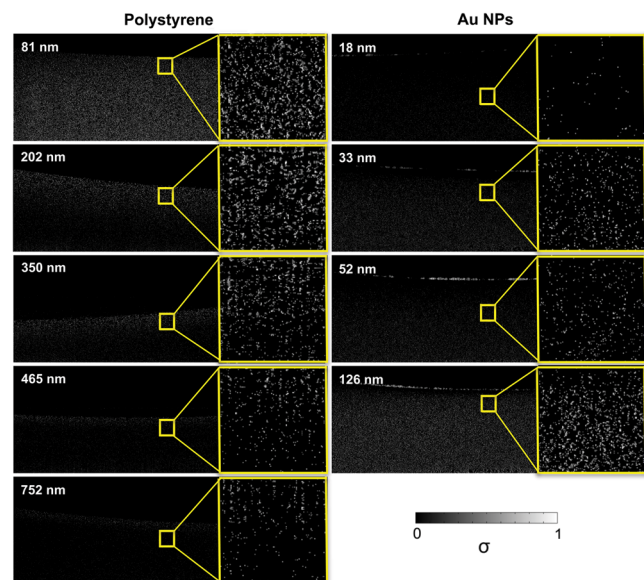 Polystyrene
Au NPs
81 nm
18 nm
202 nm
33 nm
350 nm
52 nm
465 nm
126 nm
752 nm
0
1
σ